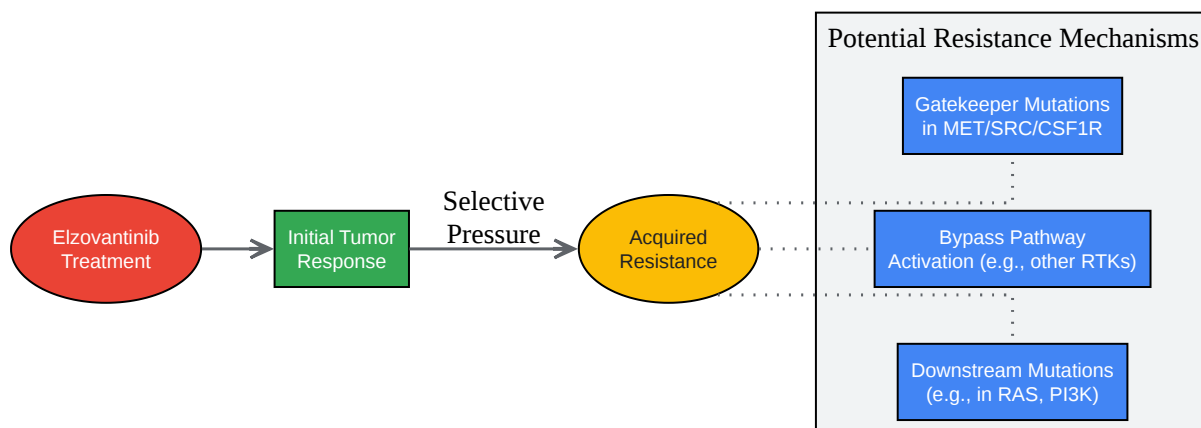 Potential Resistance Mechanisms
Gatekeeper Mutations
in MET/SRC/CSF1R
Elzovantinib
Treatment
Initial Tumor
Response
Selective
Pressure
Acquired
Resistance
Bypass Pathway
Activation (e.g., other RTKs)
Downstream Mutations
(e.g., in RAS, PI3K)